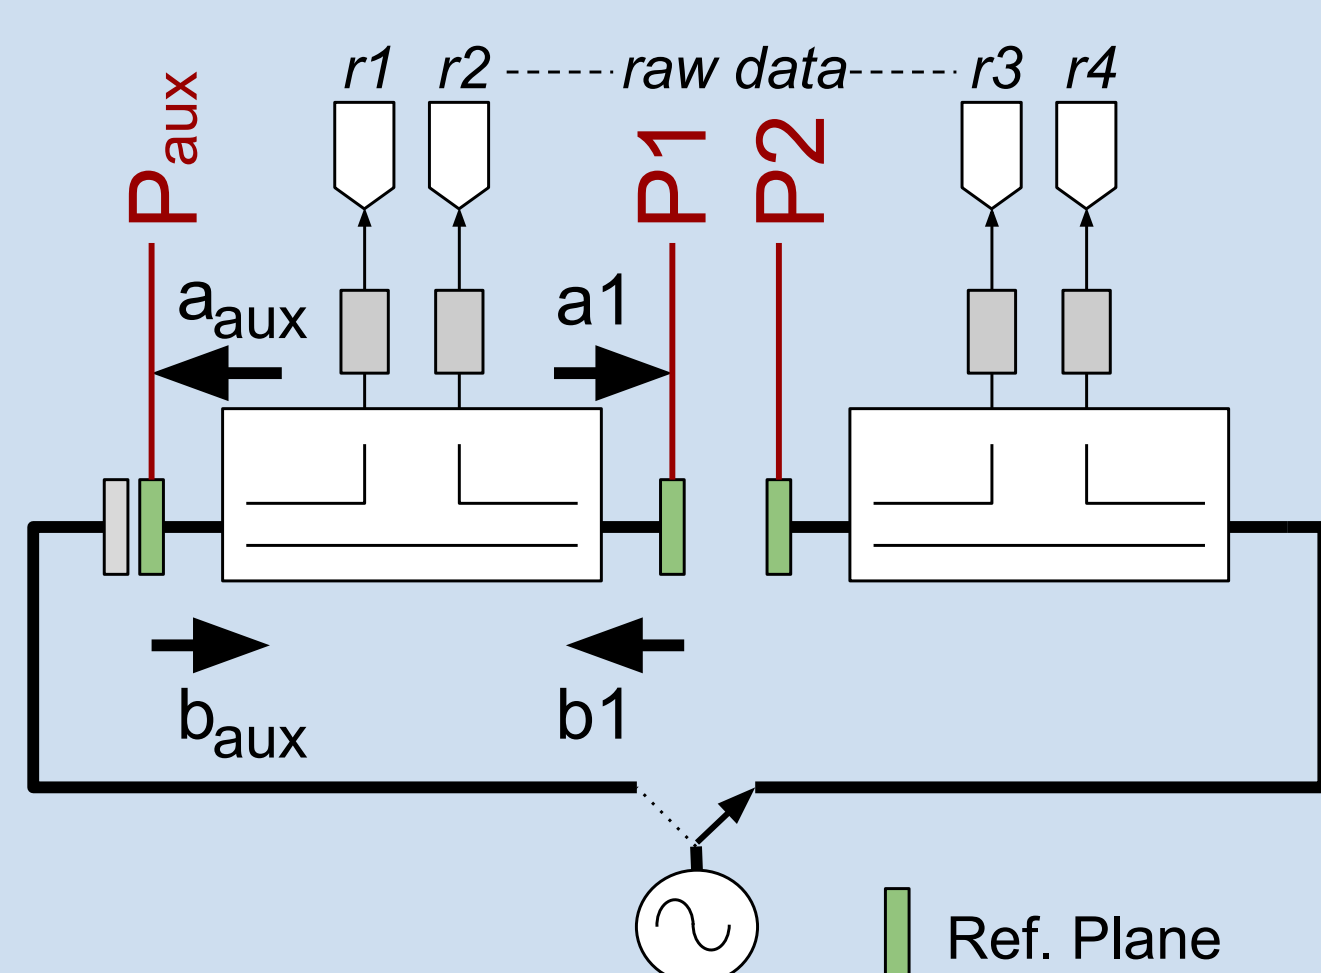 r1 r2 ------ raw data ------ r3 r4
Paux
P1
P2
aaux
a1
baux
b1
Ref. Plane